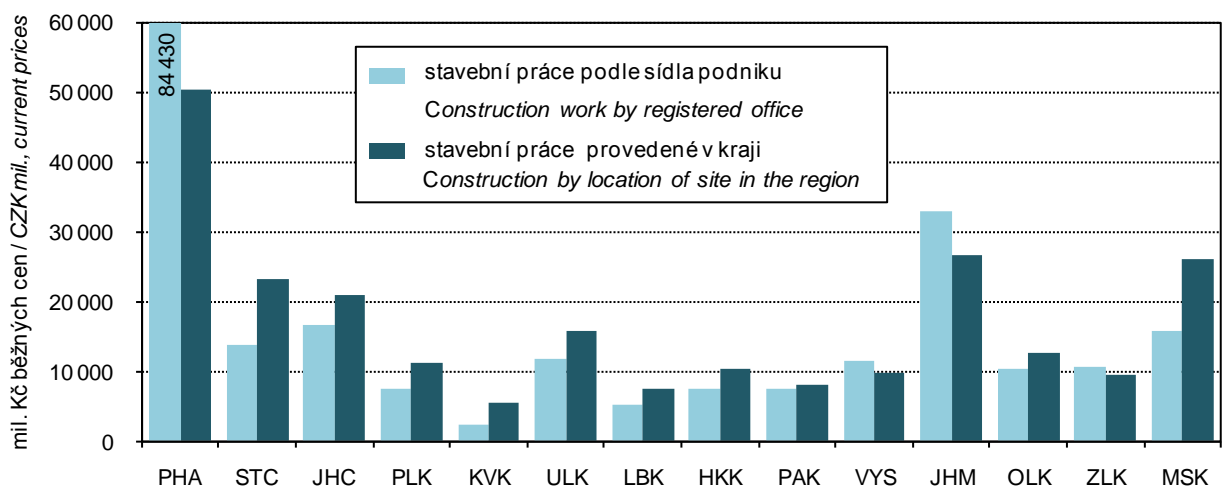 mil. Kč běžných cen / CZK mil., current prices
60 000
50 000
40 000
30 000
20 000
10 000
0
84 430
stavební práce podle sídla podniku
Construction work by registered office
stavební práce provedené v kraji
Construction by location of site in the region
PHA STC JHC PLK KVK ULK LBK HKK PAK VYS JHM OLK ZLK MSK